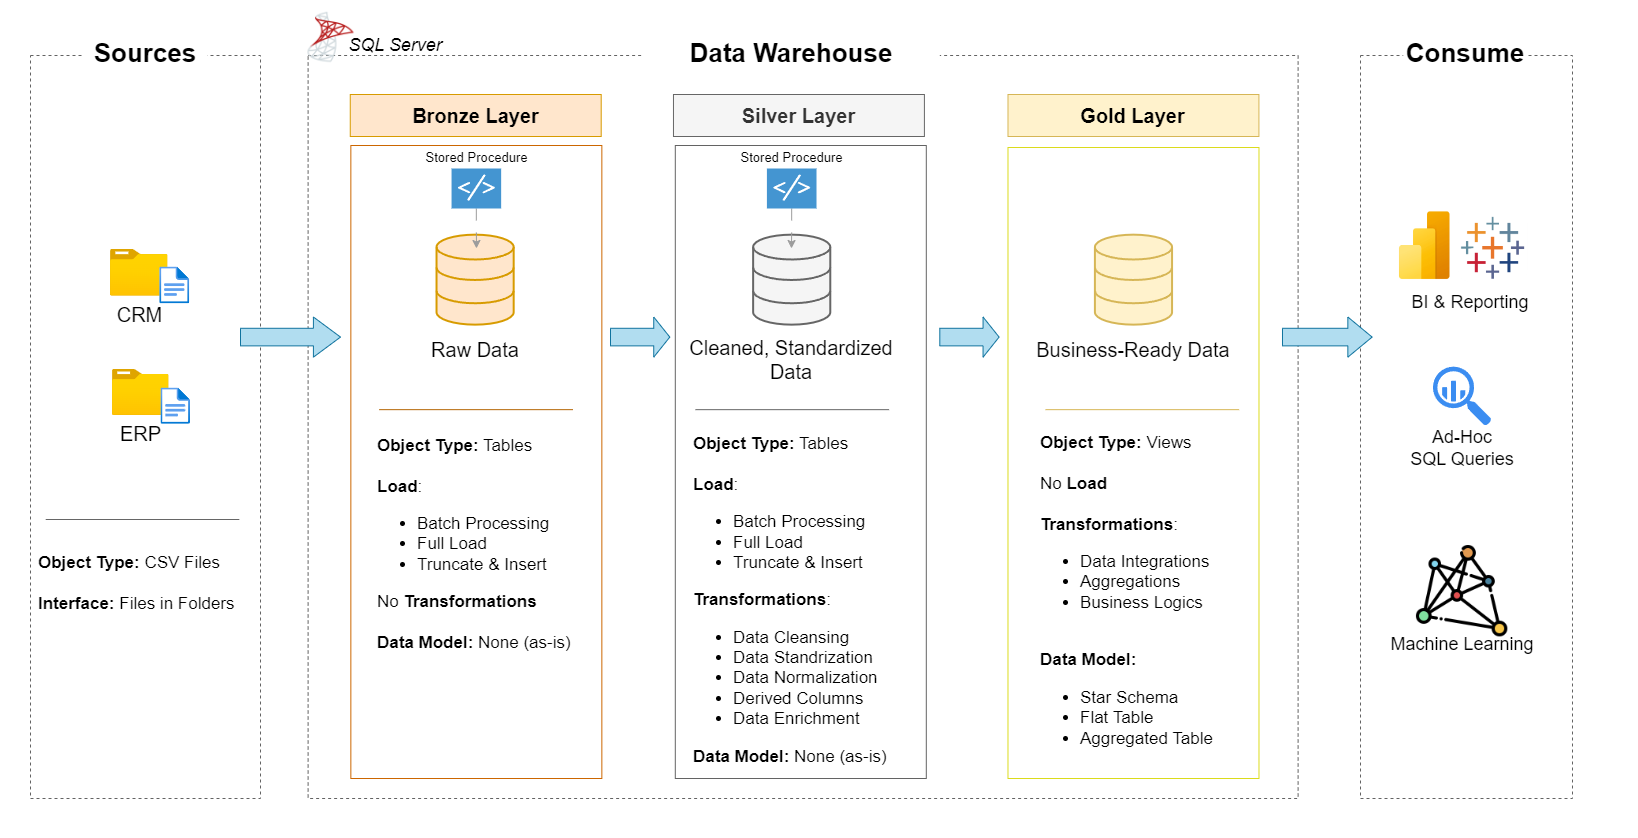 Sources
CRM
ERP
Object Type: CSV Files
Interface: Files in Folders
SQL Server
Data Warehouse
Bronze Layer
Stored Procedure
</>
Raw Data
Object Type: Tables
Load:
• Batch Processing
• Full Load
• Truncate & Insert
No Transformations
Data Model: None (as-is)
Silver Layer
Stored Procedure
</>
Cleaned, Standardized
Data
Object Type: Tables
Load:
• Batch Processing
• Full Load
• Truncate & Insert
Transformations:
• Data Cleansing
• Data Standrization
• Data Normalization
• Derived Columns
• Data Enrichment
Data Model: None (as-is)
Gold Layer
Business-Ready Data
Object Type: Views
No Load
Transformations:
• Data Integrations
• Aggregations
• Business Logics
Data Model:
• Star Schema
• Flat Table
• Aggregated Table
Consume
BI & Reporting
Ad-Hoc
SQL Queries
Machine Learning